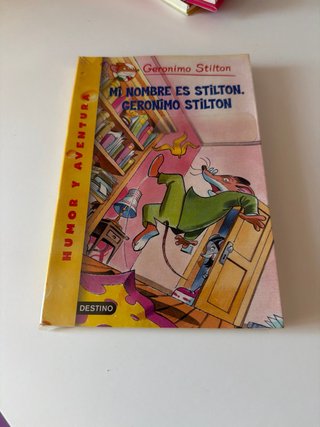 Geronimo Stilton
MI NOMBRE ES STILTON,
GERONIMO STILTON
HUMOR Y AVENTURA
DESTINO